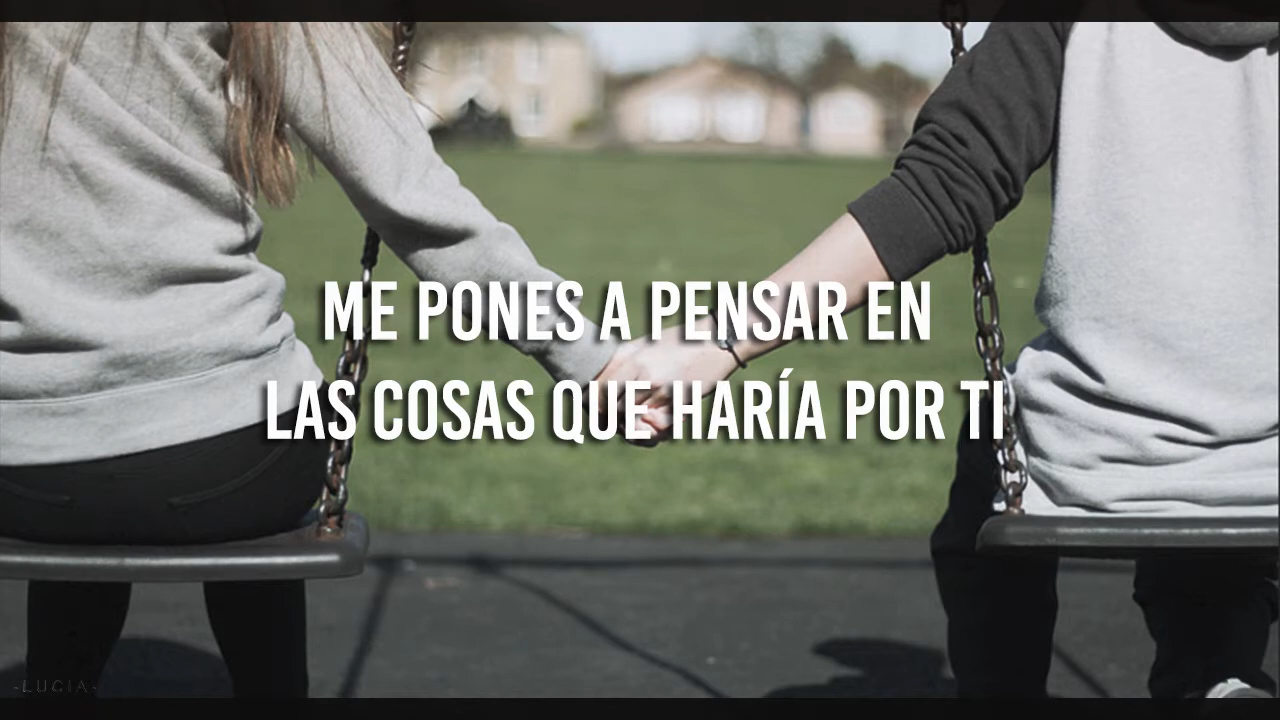 ME PONES A PENSAR EN
LAS COSAS QUE HARÍA POR TI
-LUCIA-